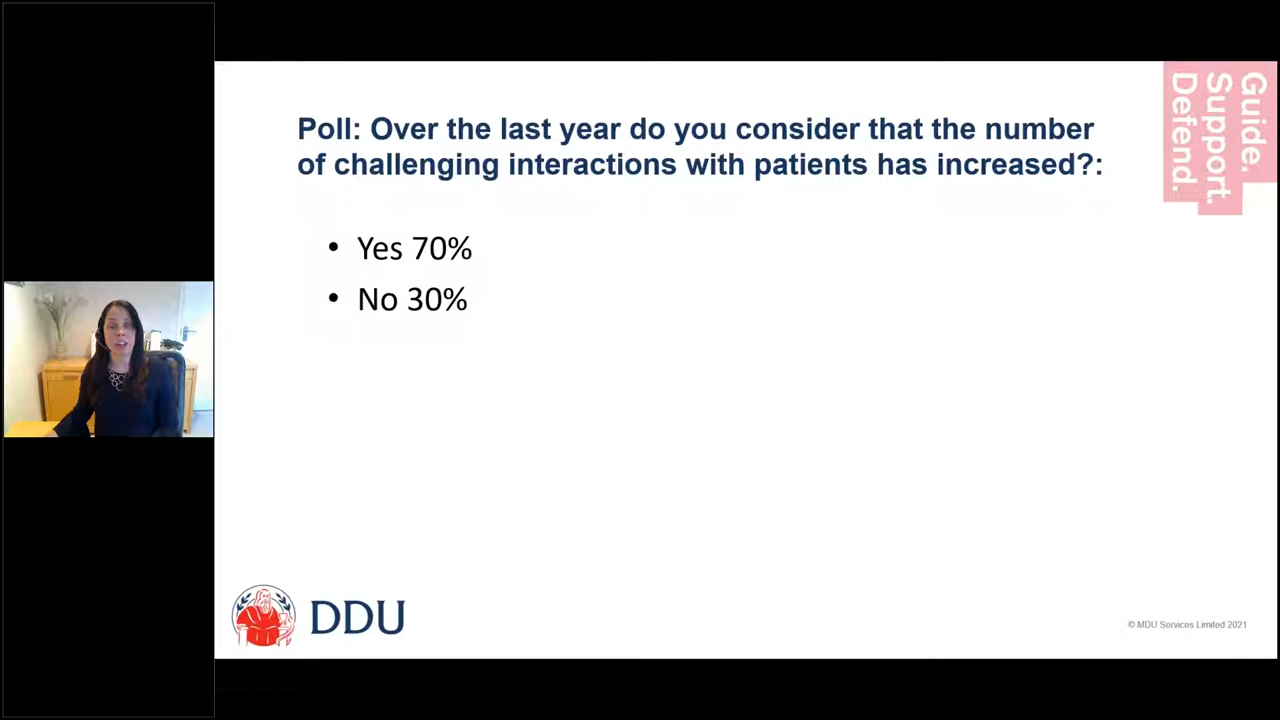 Poll: Over the last year do you consider that the number
of challenging interactions with patients has increased?:
• Yes 70%
• No 30%
Guide.
Support.
Defend.
DDU
© MDU Services Limited 2021